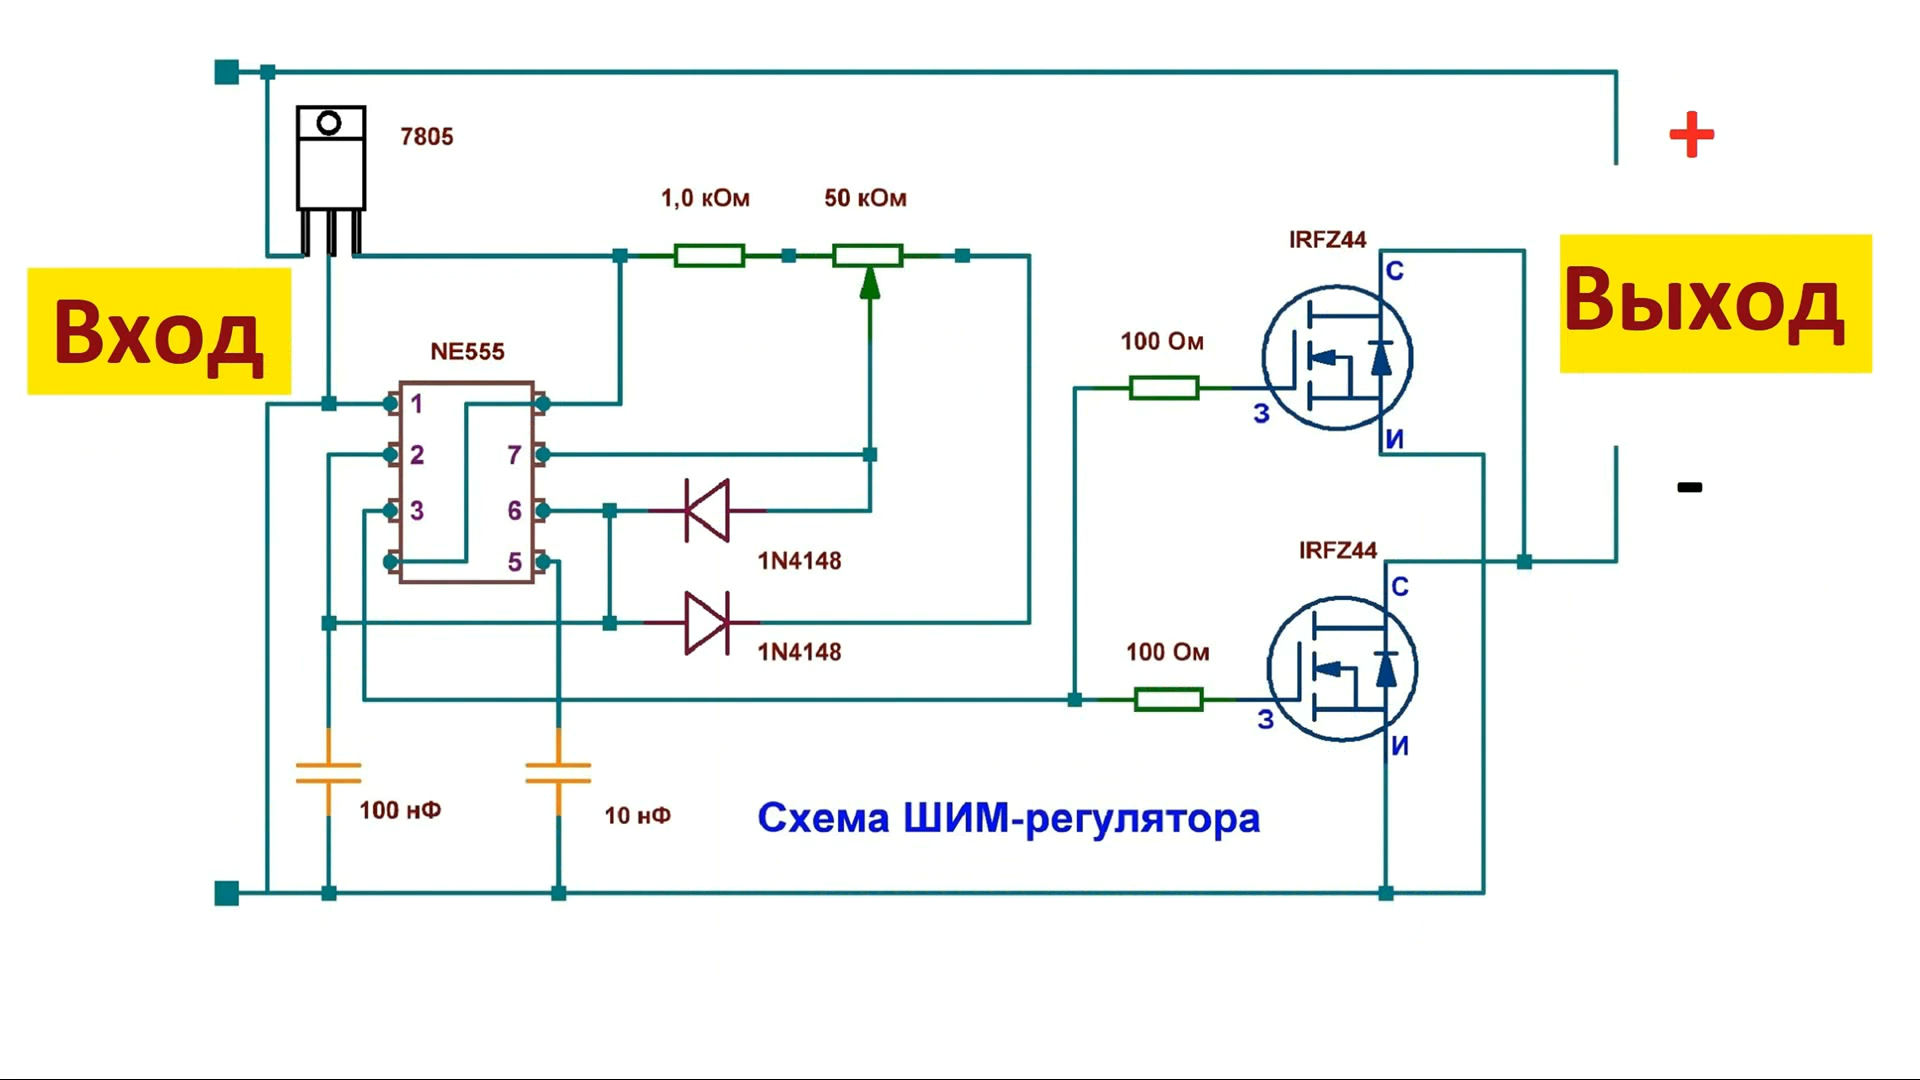 7805
1,0 кОм
50 кОм
+
IRFZ44
С
Вход
Выход
100 Ом
NE555
1
З
2
7
И
-
3
6
5
1N4148
IRFZ44
С
1N4148
100 Ом
З
И
100 нФ
10 нФ
Схема ШИМ-регулятора